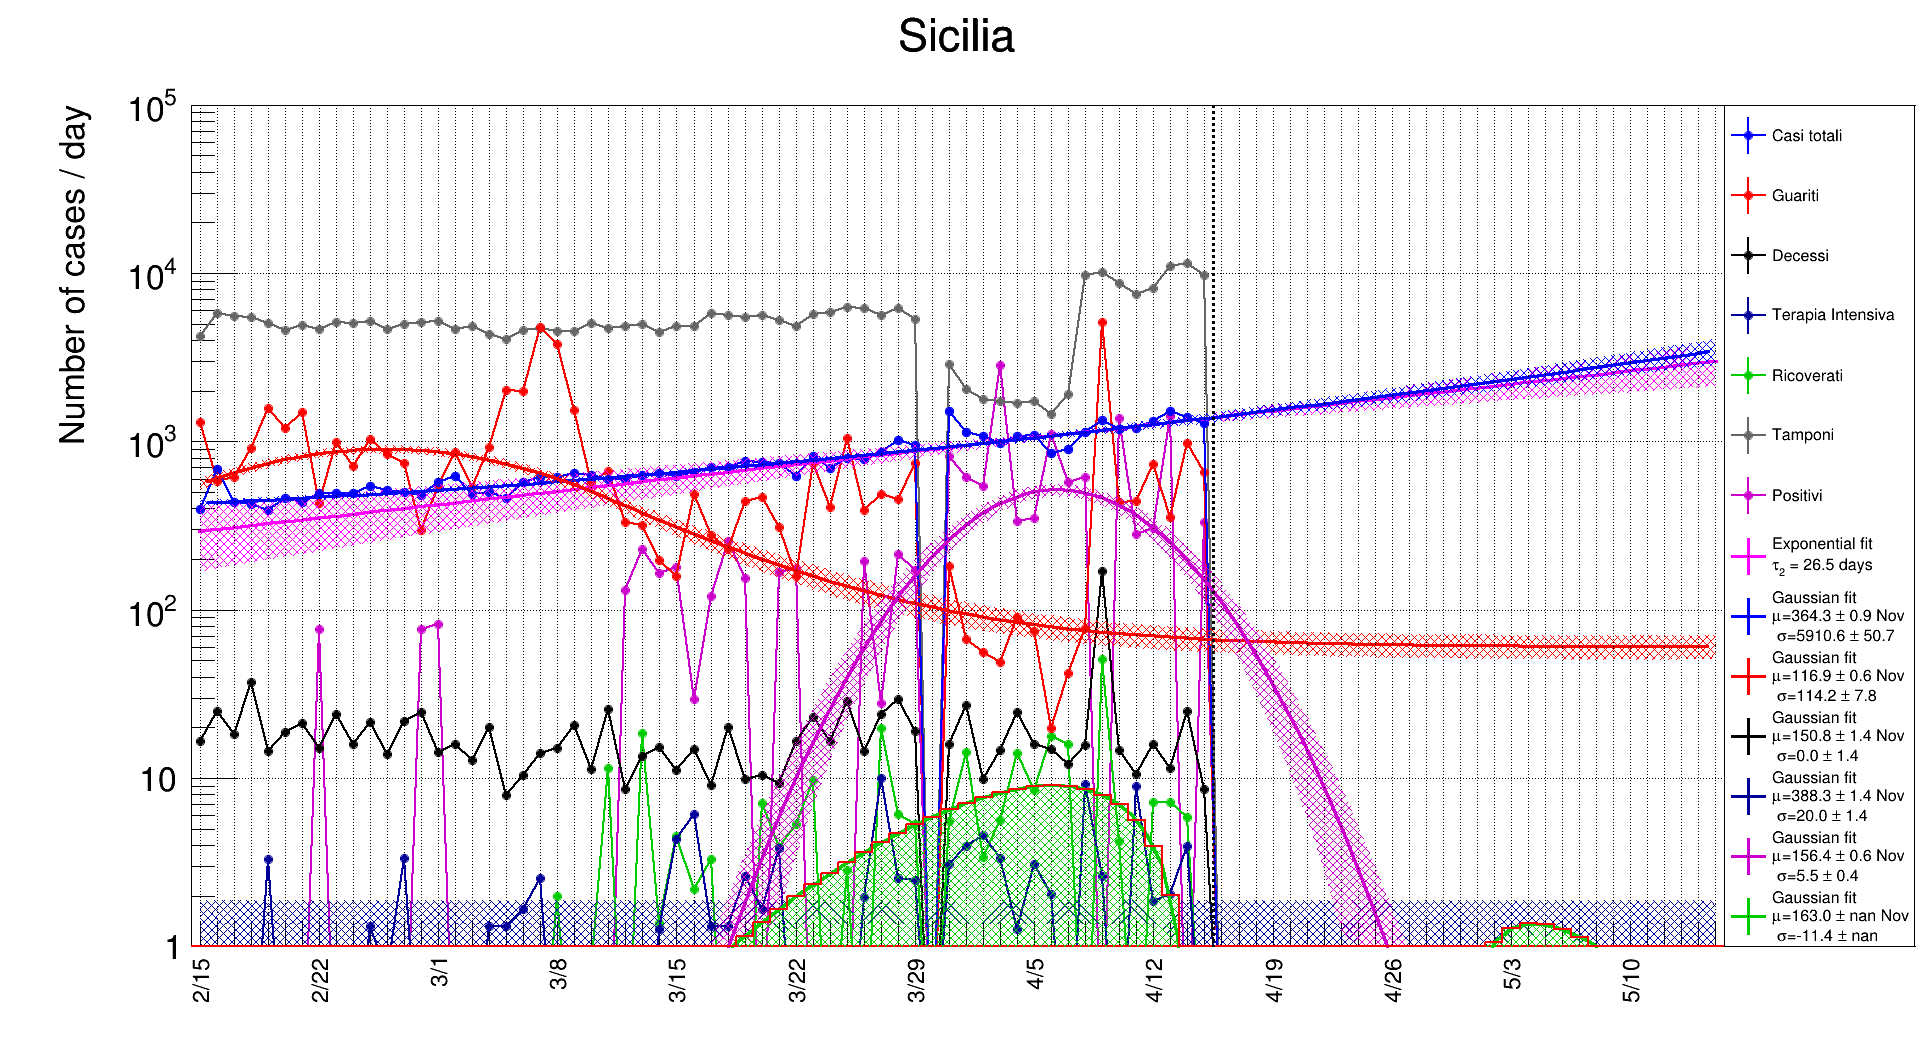 Sicilia
Number of cases / day
10^5
10^4
10^3
10^2
10
1
2/15
2/22
3/1
3/8
3/15
3/22
3/29
4/5
4/12
4/19
4/26
5/3
5/10
Casi totali
Guariti
Decessi
Terapia Intensiva
Ricoverati
Tamponi
Positivi
Exponential fit
τ_2 = 26.5 days
Gaussian fit
μ=364.3 ± 0.9 Nov
σ=5910.6 ± 50.7
Gaussian fit
μ=116.9 ± 0.6 Nov
σ=114.2 ± 7.8
Gaussian fit
μ=150.8 ± 1.4 Nov
σ=0.0 ± 1.4
Gaussian fit
μ=388.3 ± 1.4 Nov
σ=20.0 ± 1.4
Gaussian fit
μ=156.4 ± 0.6 Nov
σ=5.5 ± 0.4
Gaussian fit
μ=163.0 ± nan Nov
σ=-11.4 ± nan